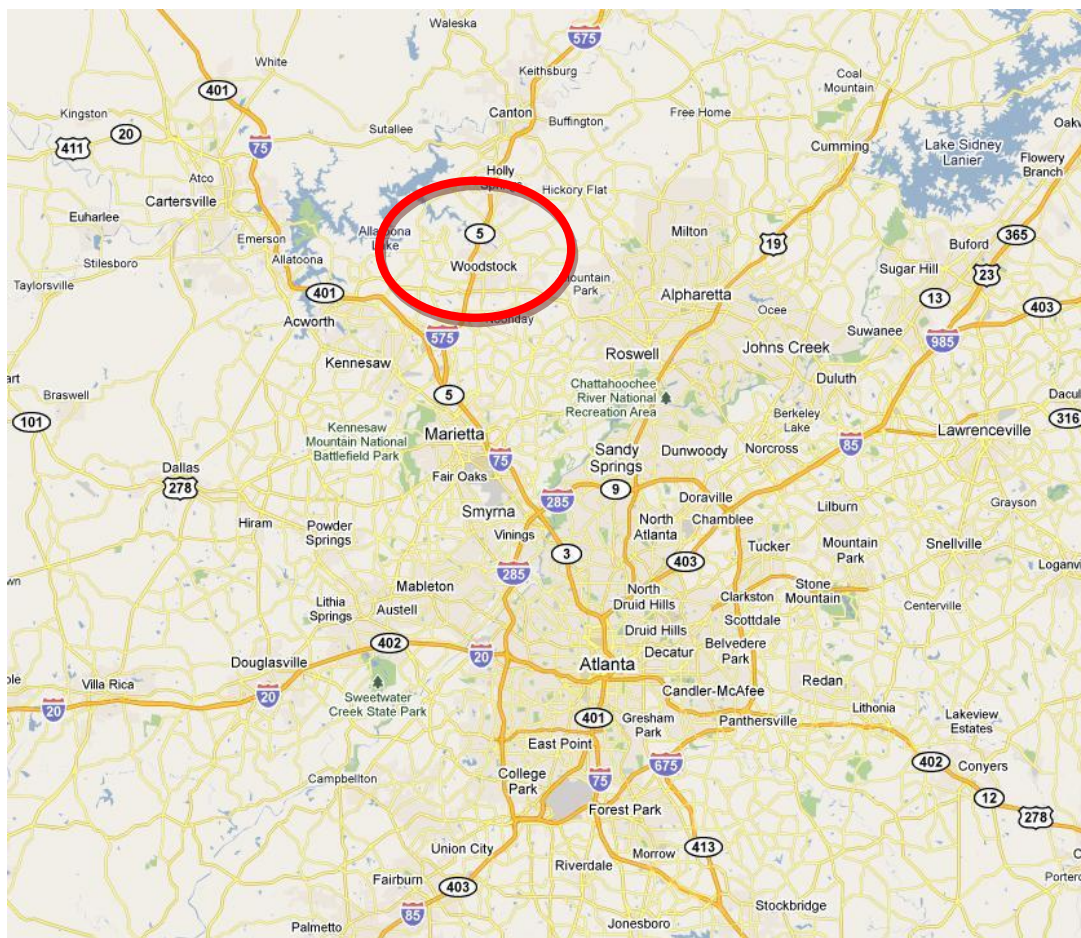 Waleska
575
White
Keithsburg
Coal
Mountain
401
Kingston
Canton
Free Home
20
Sutallee
Buffington
411
75
Cumming
Lake Sidney
Lanier
Flowery
Branch
Holly
Atco
Hickory Flat
Cartersville
Euharlee
5
Milton
Allatoona
Lake
Emerson
19
365
Buford
Stilesboro
Allatoona
Woodstock
Sugar Hill
23
Taylorsville
Mountain
Park
401
Alpharetta
13
403
Acworth
Ocee
Noonday
Suwanee
575
985
Kennesaw
Roswell
Johns Creek
Duluth
Braswell
5
Chattahoochee
River National
Recreation Area
101
Berkeley
Lake
316
Kennesaw
Mountain National
Battlefield Park
Marietta
Lawrenceville
75
Sandy
Springs
Dunwoody
Norcross
85
Dallas
278
Fair Oaks
9
285
Doraville
Grayson
Smyrna
Lilburn
Hiram
Powder
Springs
Vinings
North
Atlanta
Chamblee
Tucker
Mountain
Park
Snellville
3
403
285
Mableton
North
Druid Hills
Clarkston
Stone
Mountain
Lithia
Springs
Austell
Scottdale
Centerville
Druid Hills
402
Belvedere
Park
Decatur
20
Douglasville
Atlanta
Villa Rica
20
20
Sweetwater
Creek State Park
Candler-McAfee
Redan
Lithonia
401
Gresham
Park
Panthersville
Lakeview
Estates
East Point
402
Conyers
Campbellton
College
Park
75
675
12
278
Forest Park
Union City
Morrow
413
Riverdale
Fairburn
403
85
Palmetto
Jonesboro
Stockbridge